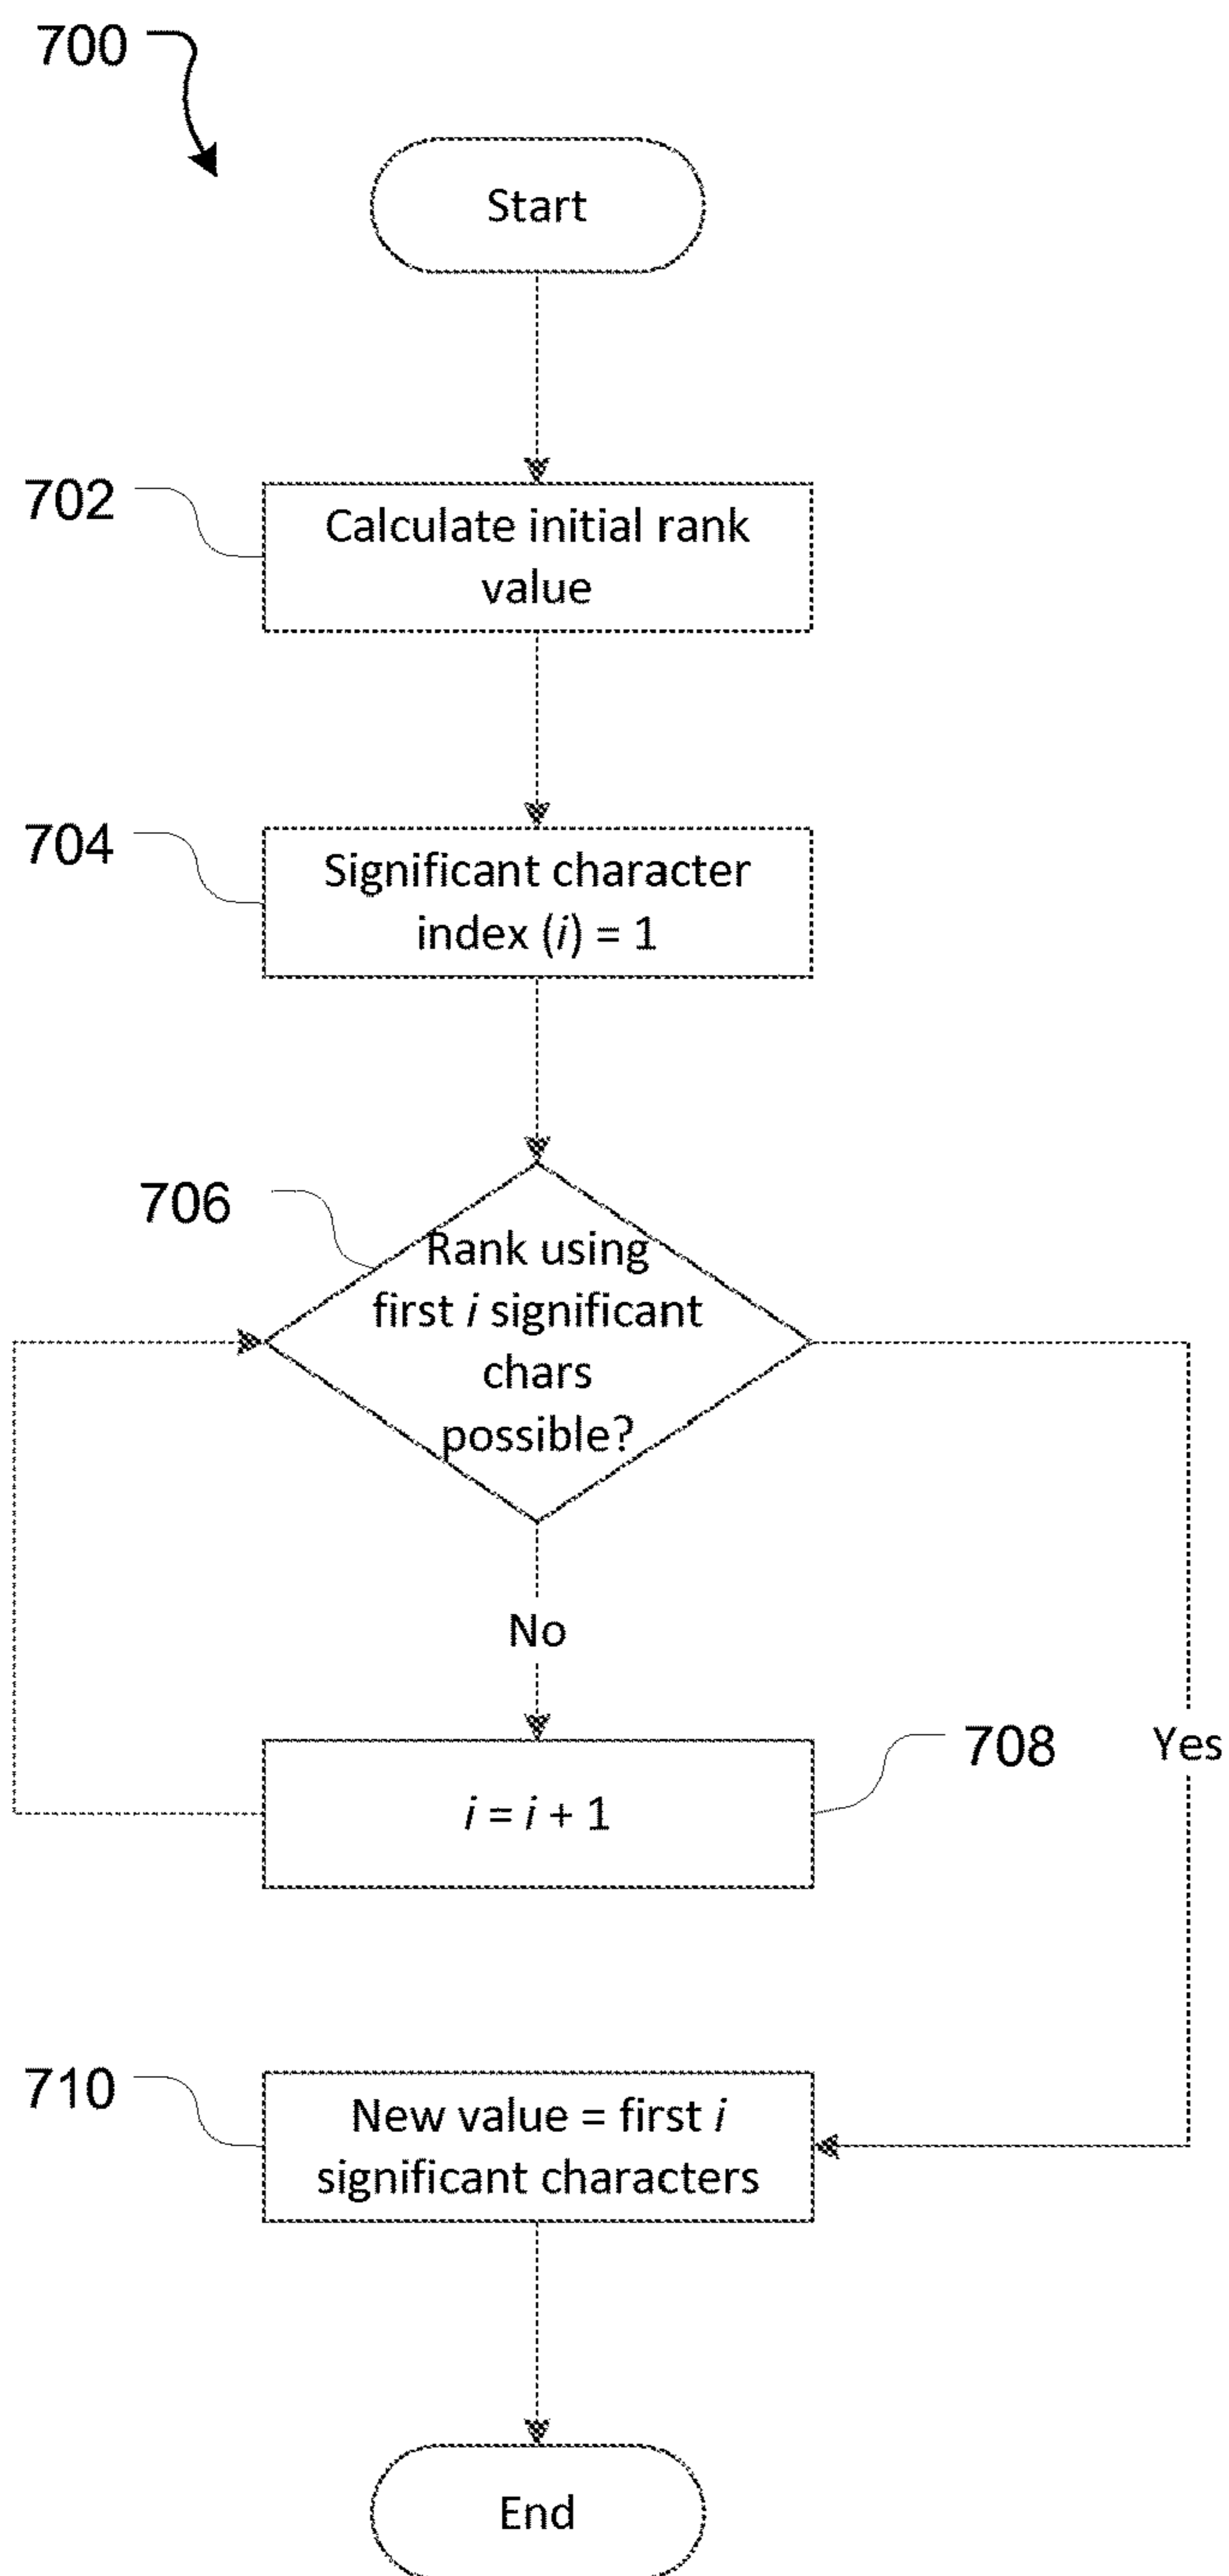 700
Start
702
Calculate initial rank
value
704
Significant character
index (i) = 1
706
Rank using
first i significant
chars
possible?
No
708
Yes
i = i + 1
710
New value = first i
significant characters
End